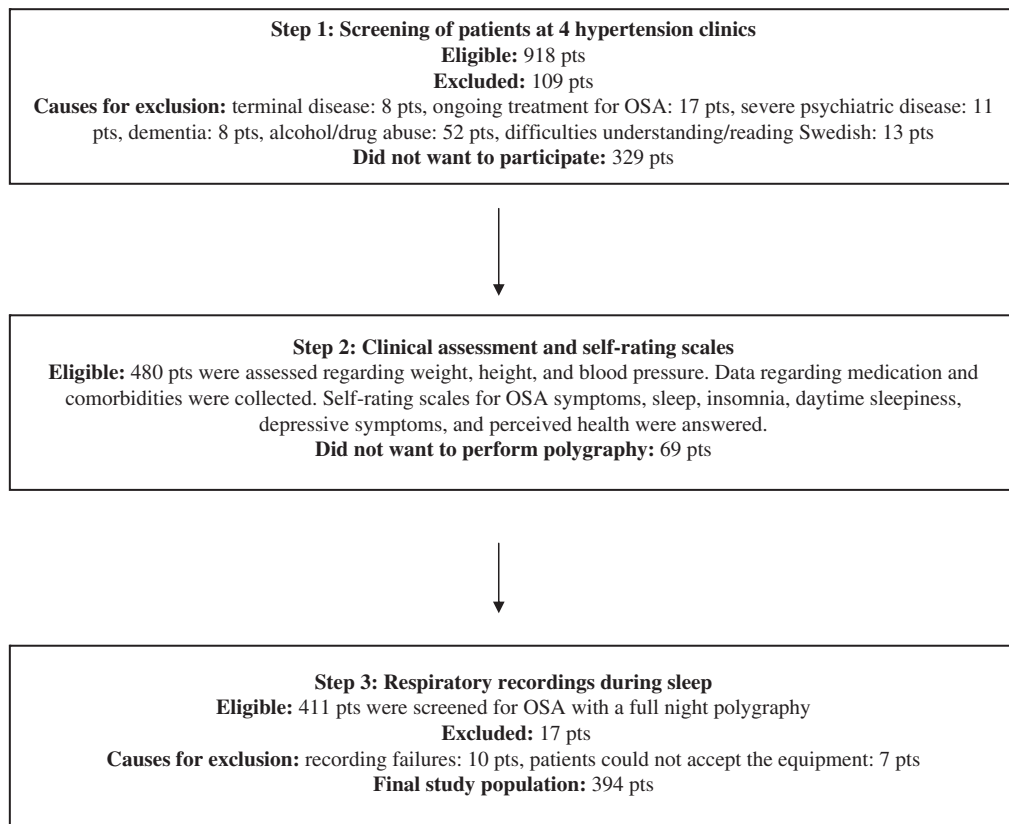 Step 1: Screening of patients at 4 hypertension clinics
Eligible: 918 pts
Excluded: 109 pts
Causes for exclusion: terminal disease: 8 pts, ongoing treatment for OSA: 17 pts, severe psychiatric disease: 11
pts, dementia: 8 pts, alcohol/drug abuse: 52 pts, difficulties understanding/reading Swedish: 13 pts
Did not want to participate: 329 pts
Step 2: Clinical assessment and self-rating scales
Eligible: 480 pts were assessed regarding weight, height, and blood pressure. Data regarding medication and
comorbidities were collected. Self-rating scales for OSA symptoms, sleep, insomnia, daytime sleepiness,
depressive symptoms, and perceived health were answered.
Did not want to perform polygraphy: 69 pts
Step 3: Respiratory recordings during sleep
Eligible: 411 pts were screened for OSA with a full night polygraphy
Excluded: 17 pts
Causes for exclusion: recording failures: 10 pts, patients could not accept the equipment: 7 pts
Final study population: 394 pts